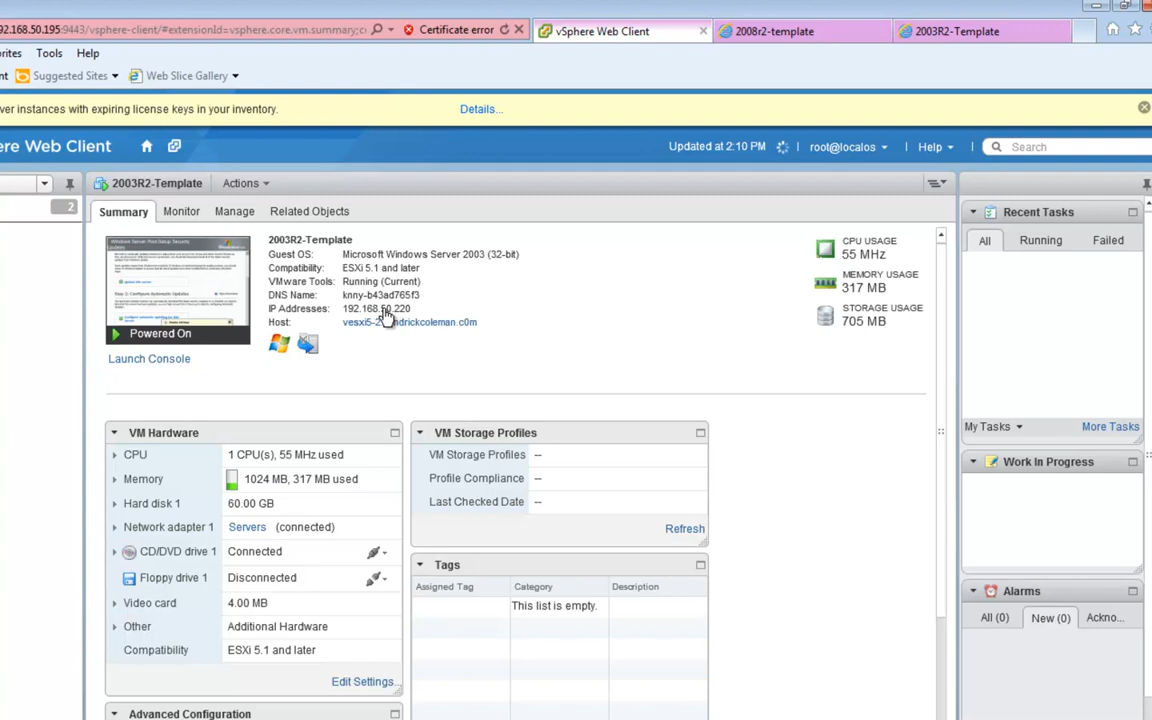 92.168.50.195:9443/vsphere-client/#extensionId=vsphere.core.vm.summary;c Certificate error vSphere Web Client 2008r2-template 2003R2-Template
rites Tools Help
nt Suggested Sites Web Slice Gallery
ver instances with expiring license keys in your inventory. Details...
here Web Client Updated at 2:10 PM root@localos Help Search
2003R2-Template Actions
2
Summary Monitor Manage Related Objects
2003R2-Template
Guest OS: Microsoft Windows Server 2003 (32-bit)
Compatibility: ESXi 5.1 and later
VMware Tools: Running (Current)
DNS Name: knny-b43ad765f3
IP Addresses: 192.168.50.220
Host: ndrickcoleman.c0m
Powered On
Launch Console
CPU USAGE
55 MHz
MEMORY USAGE
317 MB
STORAGE USAGE
705 MB
VM Hardware
CPU 1 CPU(s), 55 MHz used
Memory 1024 MB, 317 MB used
Hard disk 1 60.00 GB
Network adapter 1 Servers (connected)
CD/DVD drive 1 Connected
Floppy drive 1 Disconnected
Video card 4.00 MB
Other Additional Hardware
Compatibility ESXi 5.1 and later
Edit Settings...
Advanced Configuration
VM Storage Profiles
VM Storage Profiles --
Profile Compliance --
Last Checked Date --
Refresh
Tags
Assigned Tag Category Description
This list is empty.
Recent Tasks
All Running Failed
My Tasks More Tasks
Work In Progress
Alarms
All (0) New (0) Ackno...